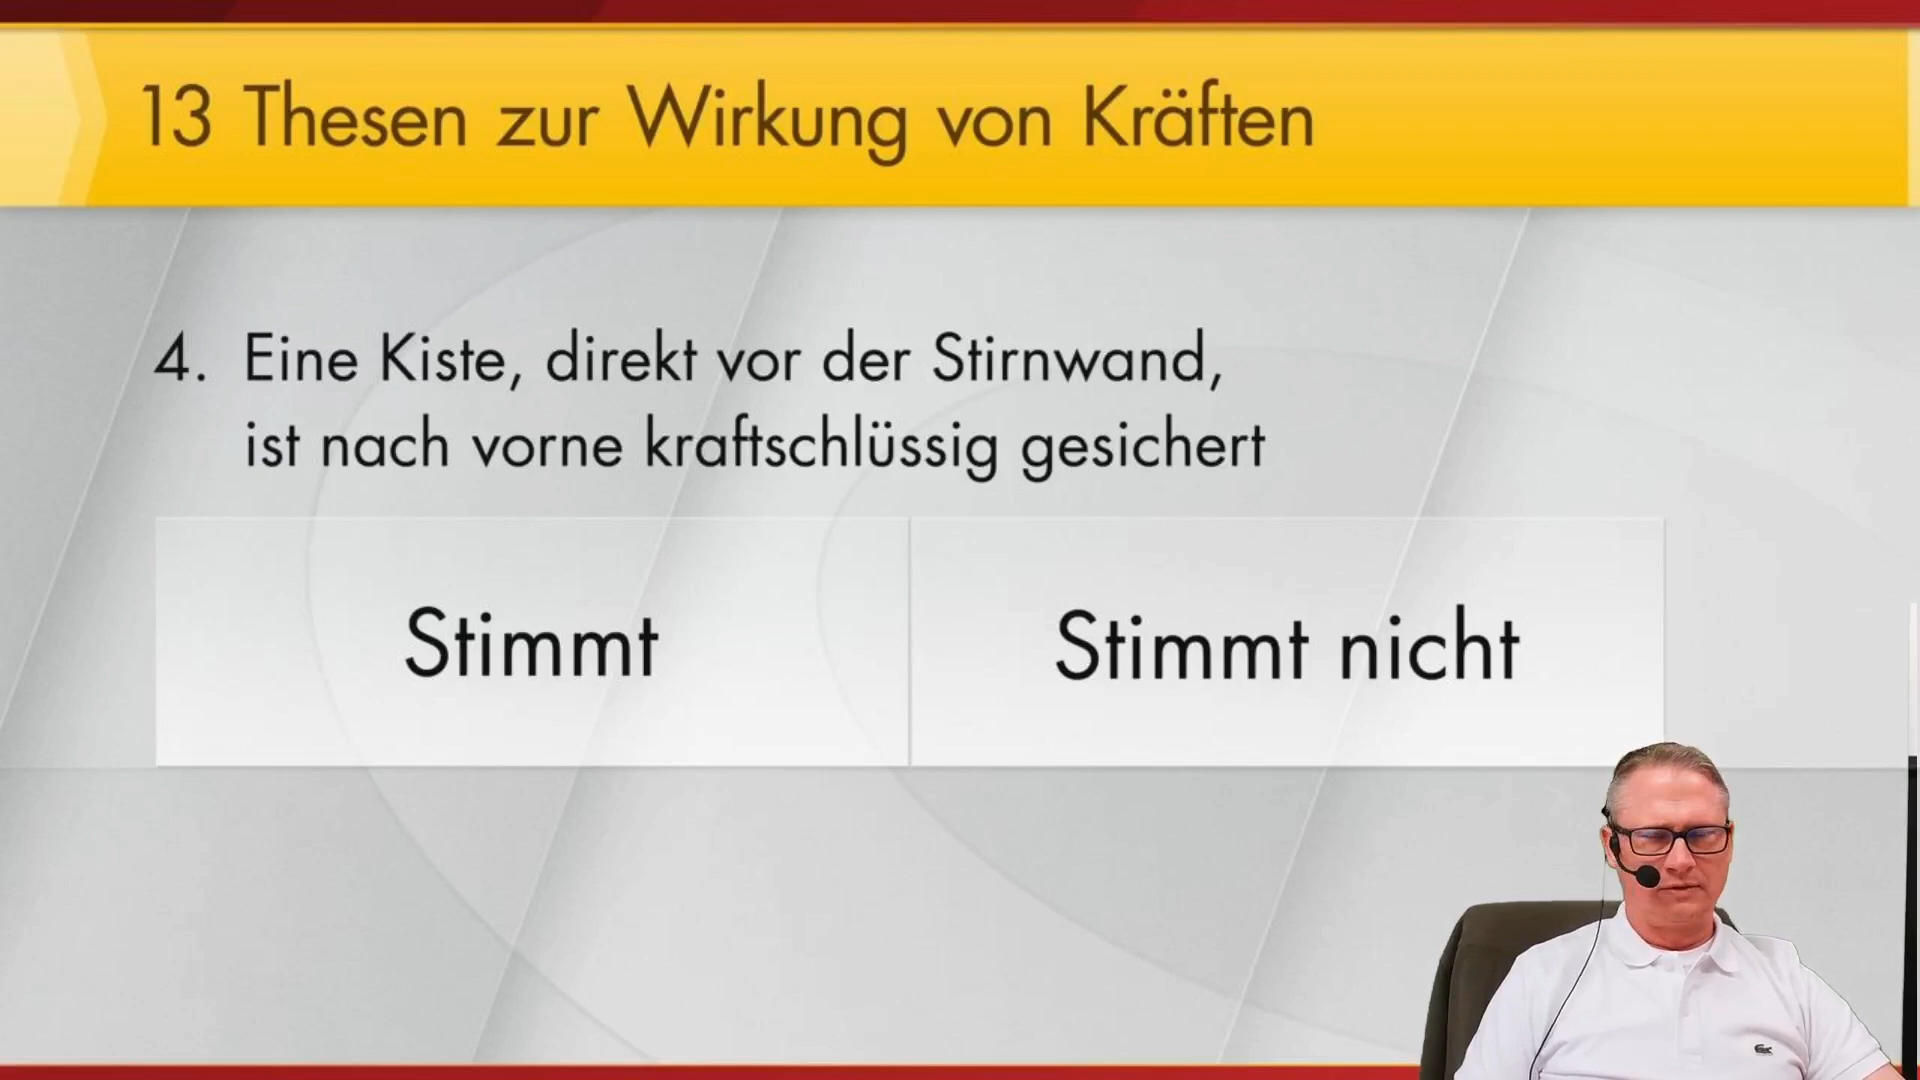 13 Thesen zur Wirkung von Kräften
4. Eine Kiste, direkt vor der Stirnwand,
ist nach vorne kraftschlüssig gesichert
Stimmt
Stimmt nicht